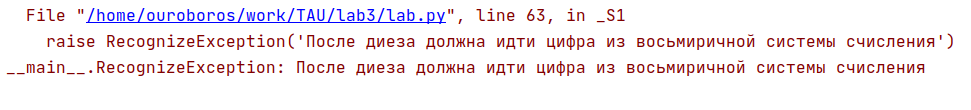 File "/home/ouroboros/work/TAU/lab3/lab.py", line 63, in _S1
raise RecognizeException('После диеза должна идти цифра из восьмиричной системы счисления')
__main__.RecognizeException: После диеза должна идти цифра из восьмиричной системы счисления